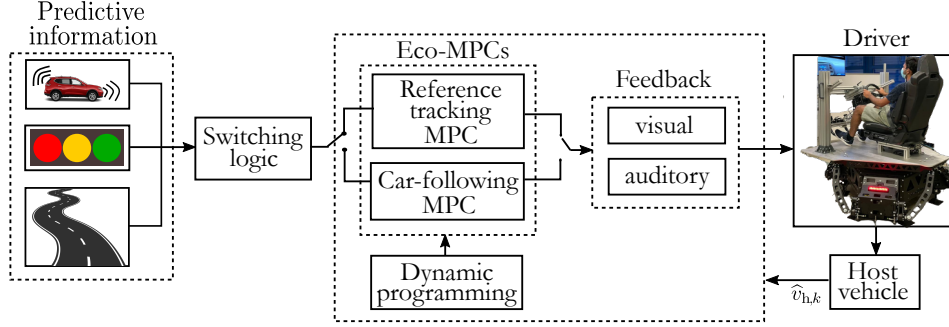 Predictive
information
Switching
logic
Eco-MPCs
Reference
tracking
MPC
Car-following
MPC
Dynamic
programming
Feedback
visual
auditory
Driver
Host
vehicle
v̂h,k